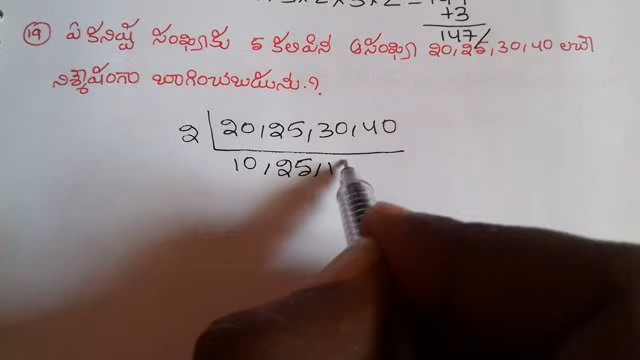 +3
147
19 ఏ కనిష్ట సంఖ్యకు 5 కలిపిన ఆ సంఖ్య 20, 25, 30, 40 లచే
నిశ్శేషంగా భాగించబడును.?
2 20, 25, 30, 40
10, 25, 1